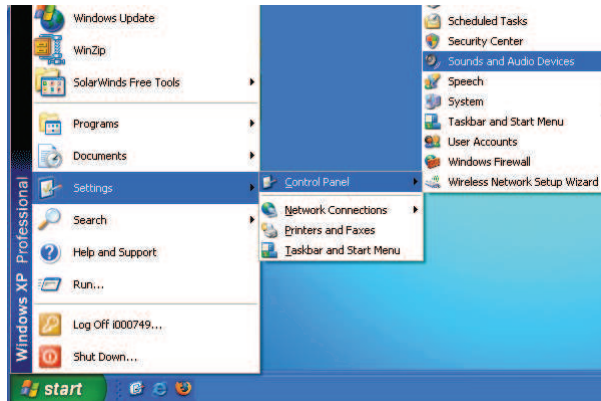 Windows Update
WinZip
SolarWinds Free Tools
Programs
Documents
Settings
Search
Help and Support
Run...
Log Off i000749...
Shut Down...
Windows XP Professional
Control Panel
Network Connections
Printers and Faxes
Taskbar and Start Menu
Scheduled Tasks
Security Center
Sounds and Audio Devices
Speech
System
Taskbar and Start Menu
User Accounts
Windows Firewall
Wireless Network Setup Wizard
start